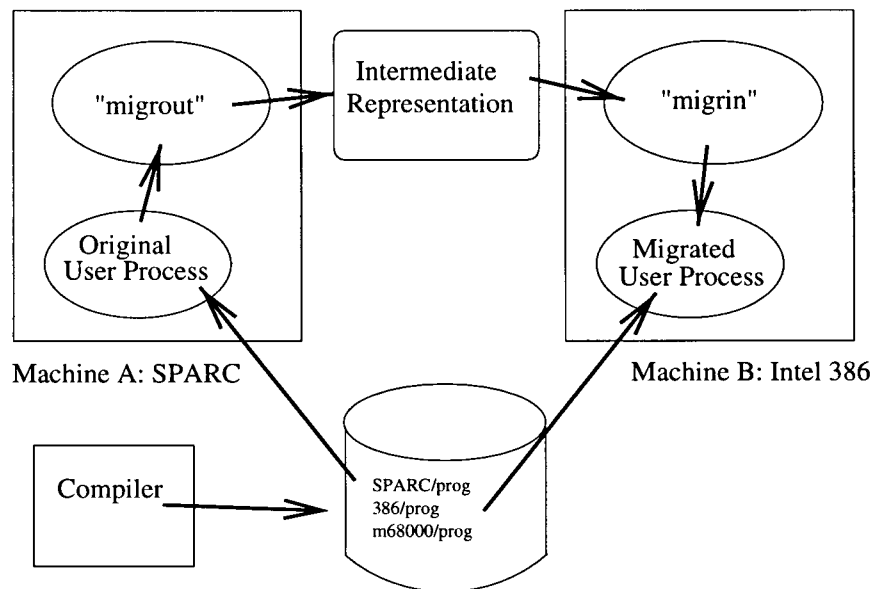 "migrout"
Intermediate
Representation
"migrin"
Original
User Process
Migrated
User Process
Machine A: SPARC
Machine B: Intel 386
Compiler
SPARC/prog
386/prog
m68000/prog